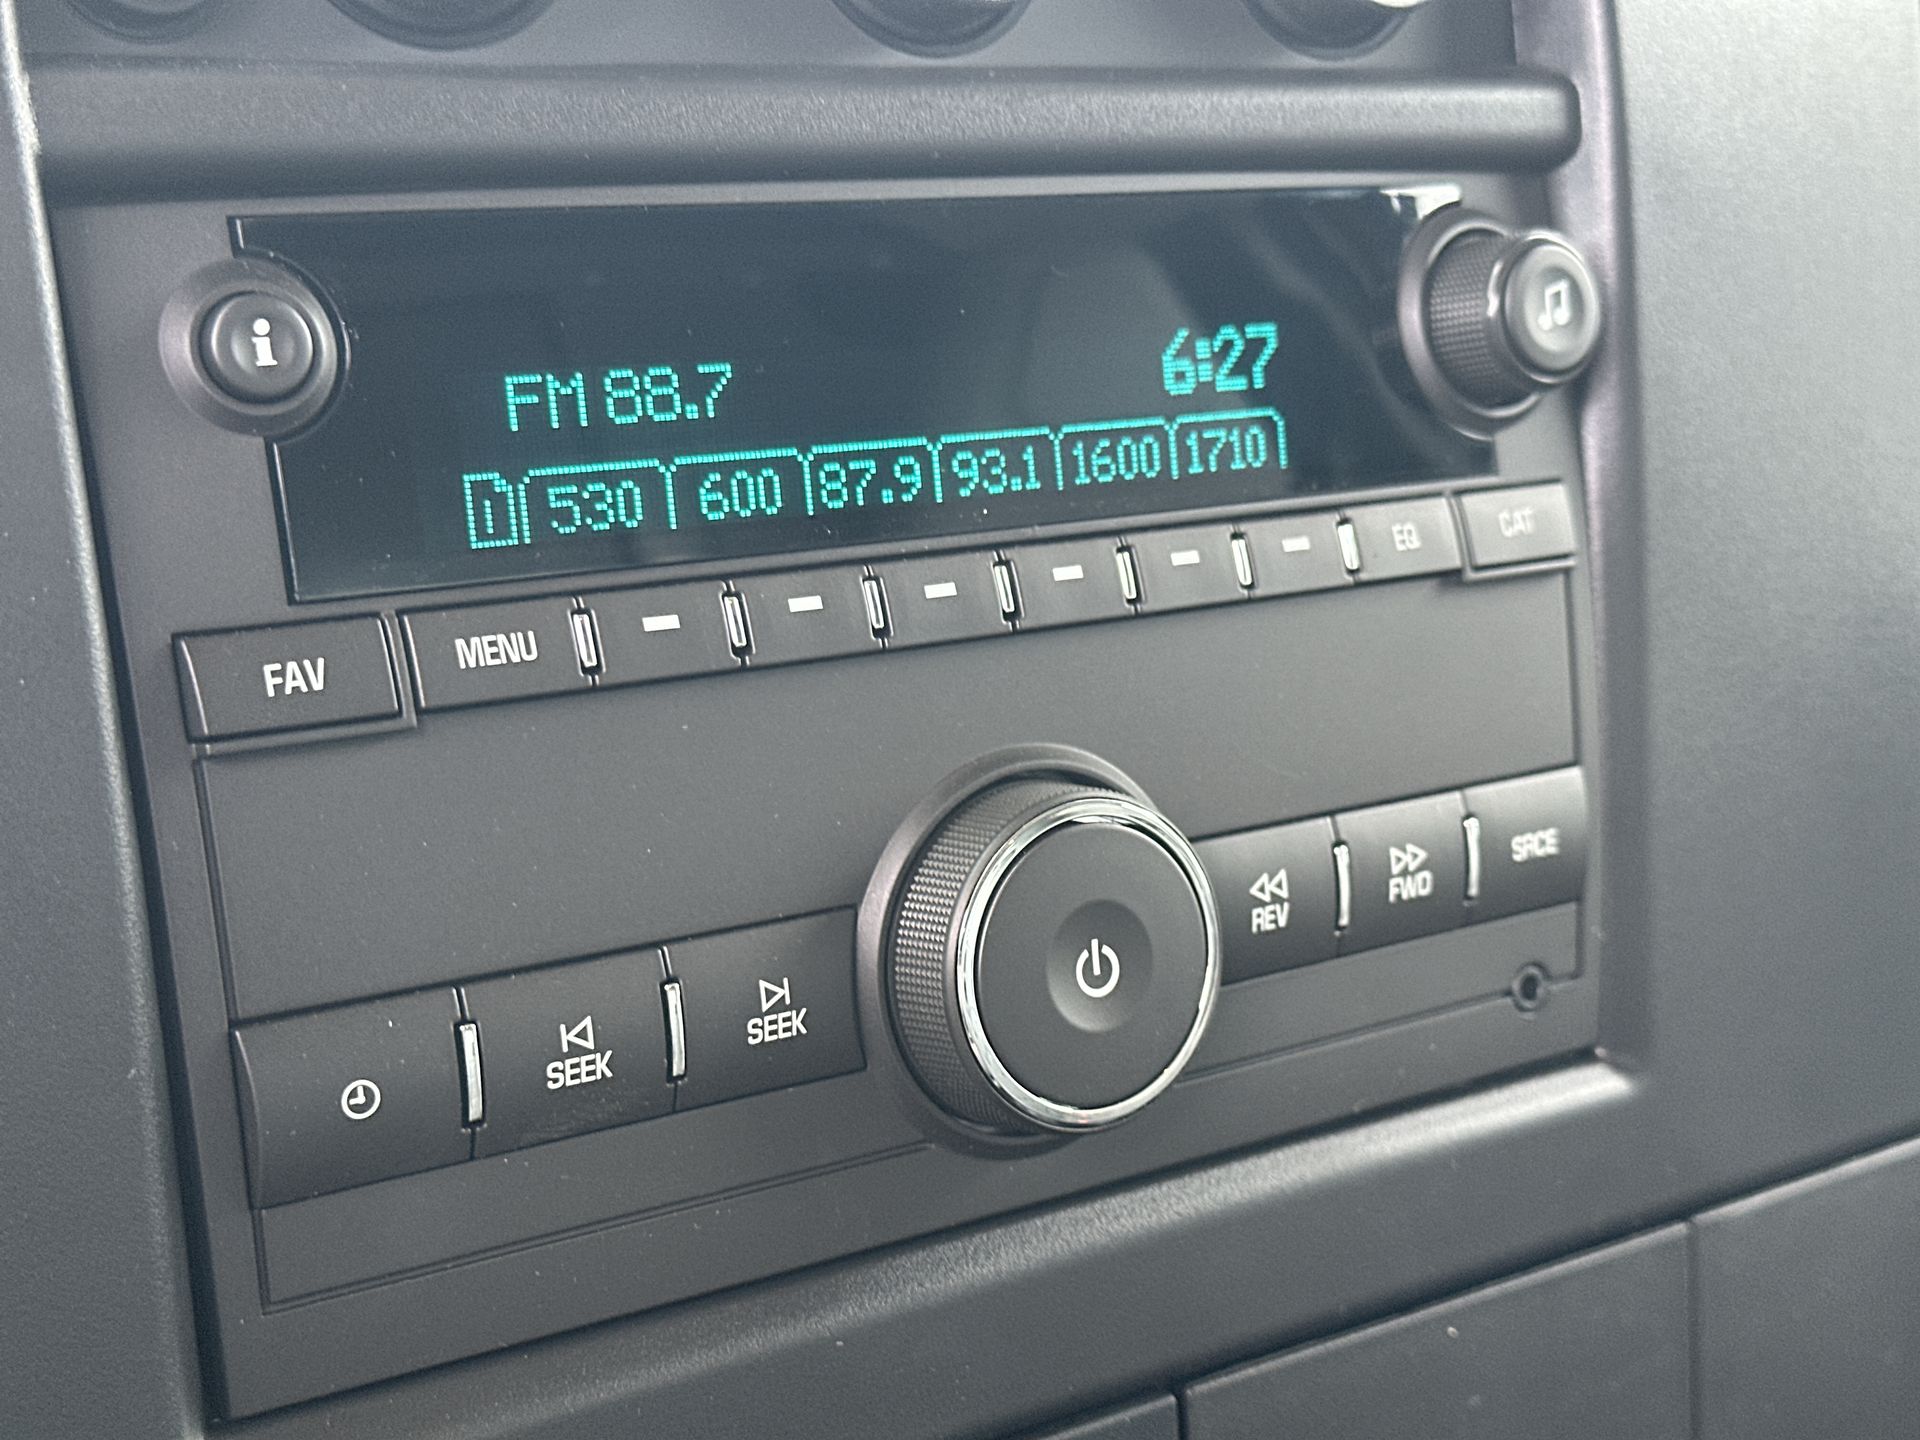 i
FM 88.7 6:27
1 530 600 87.9 93.1 1600 1710
FAV MENU EQ CAT
SEEK SEEK REV FWD SRCE